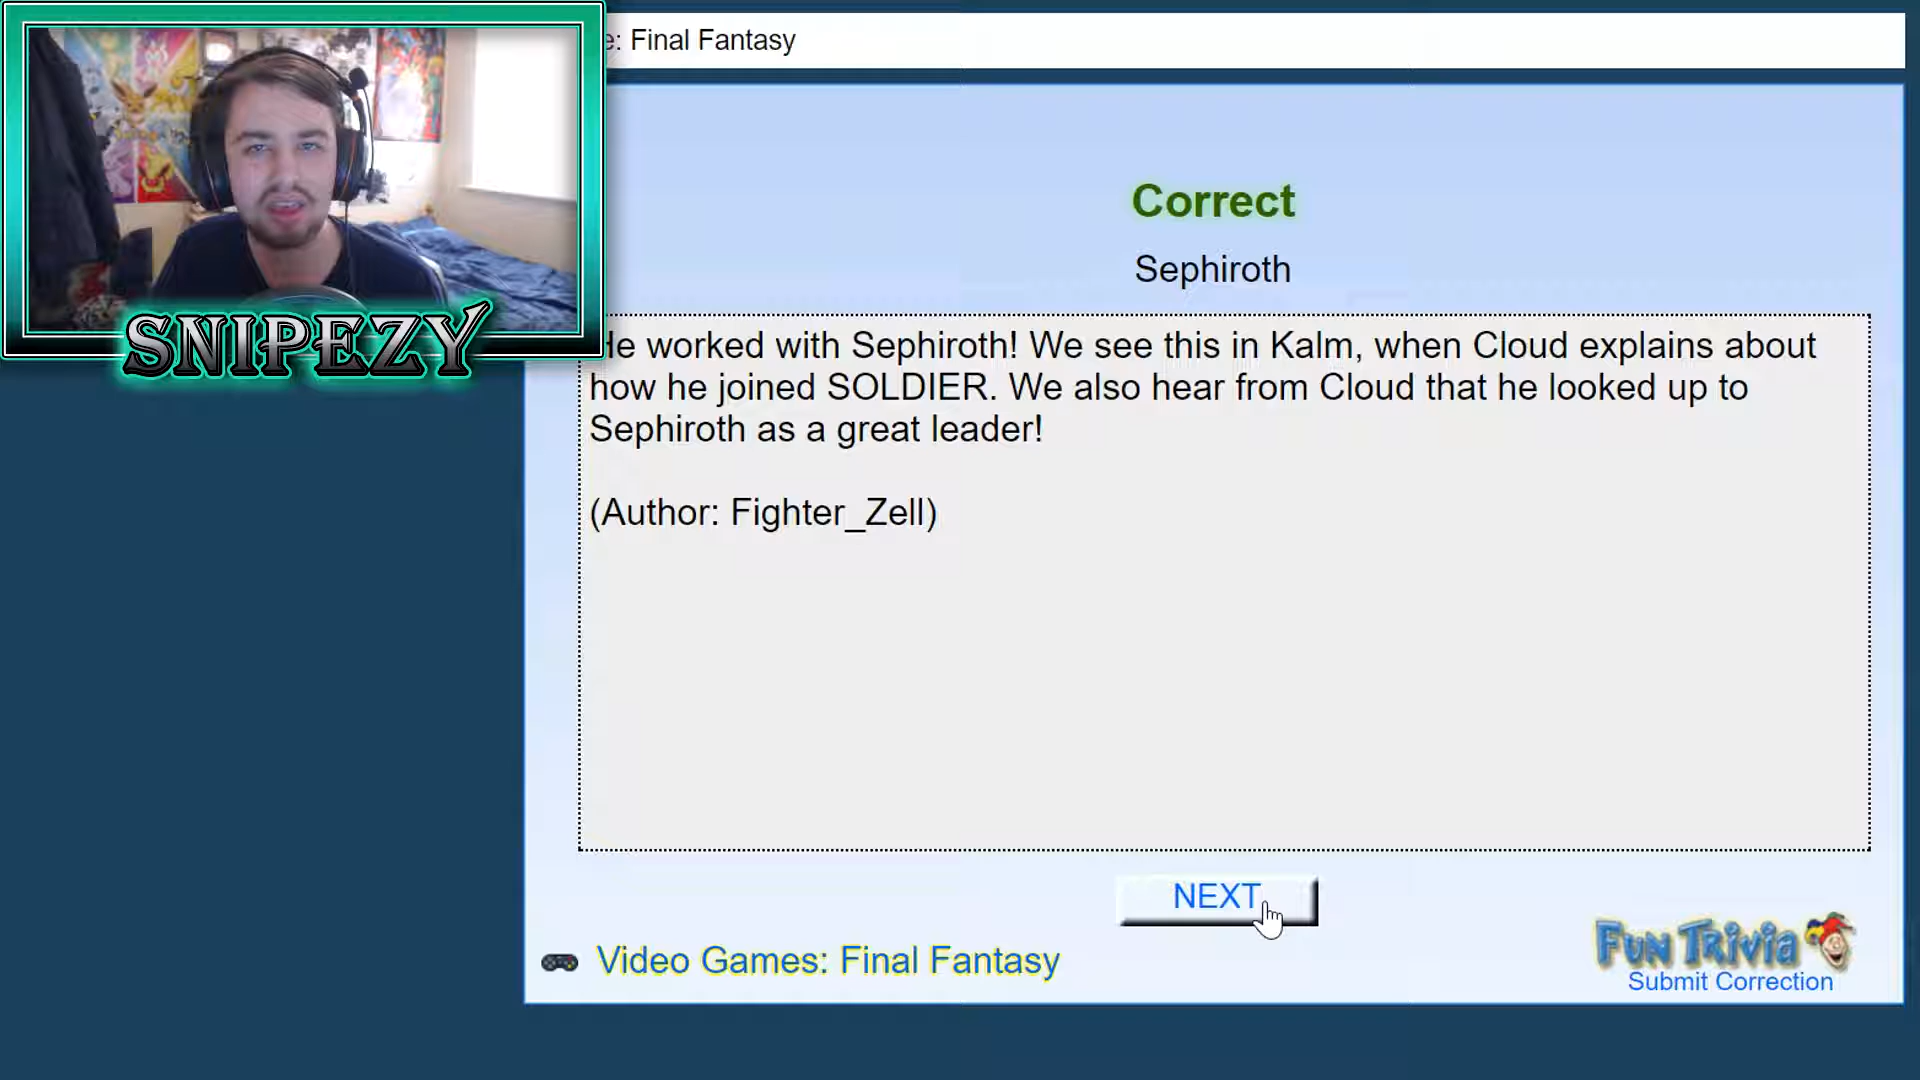 e: Final Fantasy
SNIPEZY
Correct
Sephiroth
He worked with Sephiroth! We see this in Kalm, when Cloud explains about
how he joined SOLDIER. We also hear from Cloud that he looked up to
Sephiroth as a great leader!
(Author: Fighter_Zell)
NEXT
Video Games: Final Fantasy
FUN TRIVIA
Submit Correction